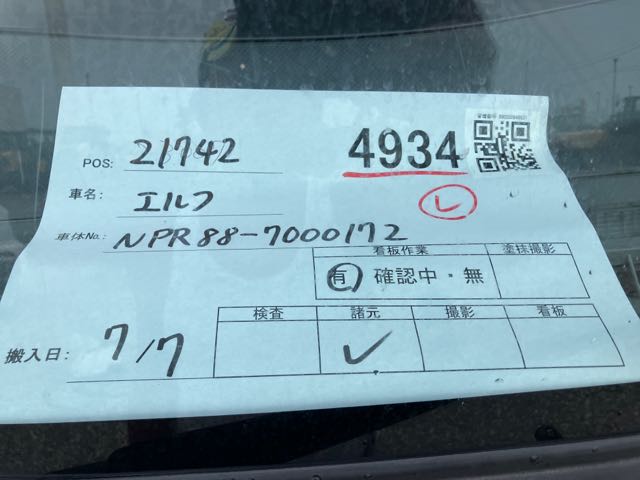 POS: 21742 4934
車名: エルフ レ
車体No.: NPR88-7000172
看板作業 塗抹撮影
有 確認中・無
検査 諸元 撮影 看板
搬入日: 7/7 ✓